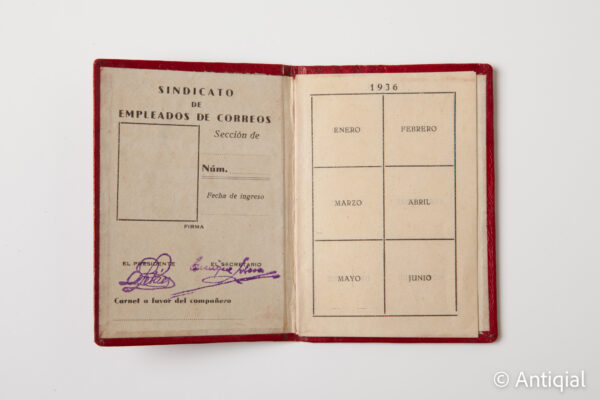 SINDICATO
DE
EMPLEADOS DE CORREOS
Sección de
Núm.
Fecha de ingreso
FIRMA
EL PRESIDENTE
EL SECRETARIO
Carnet a favor del compañero
1936
ENERO
FEBRERO
MARZO
ABRIL
MAYO
JUNIO
© Antiqial